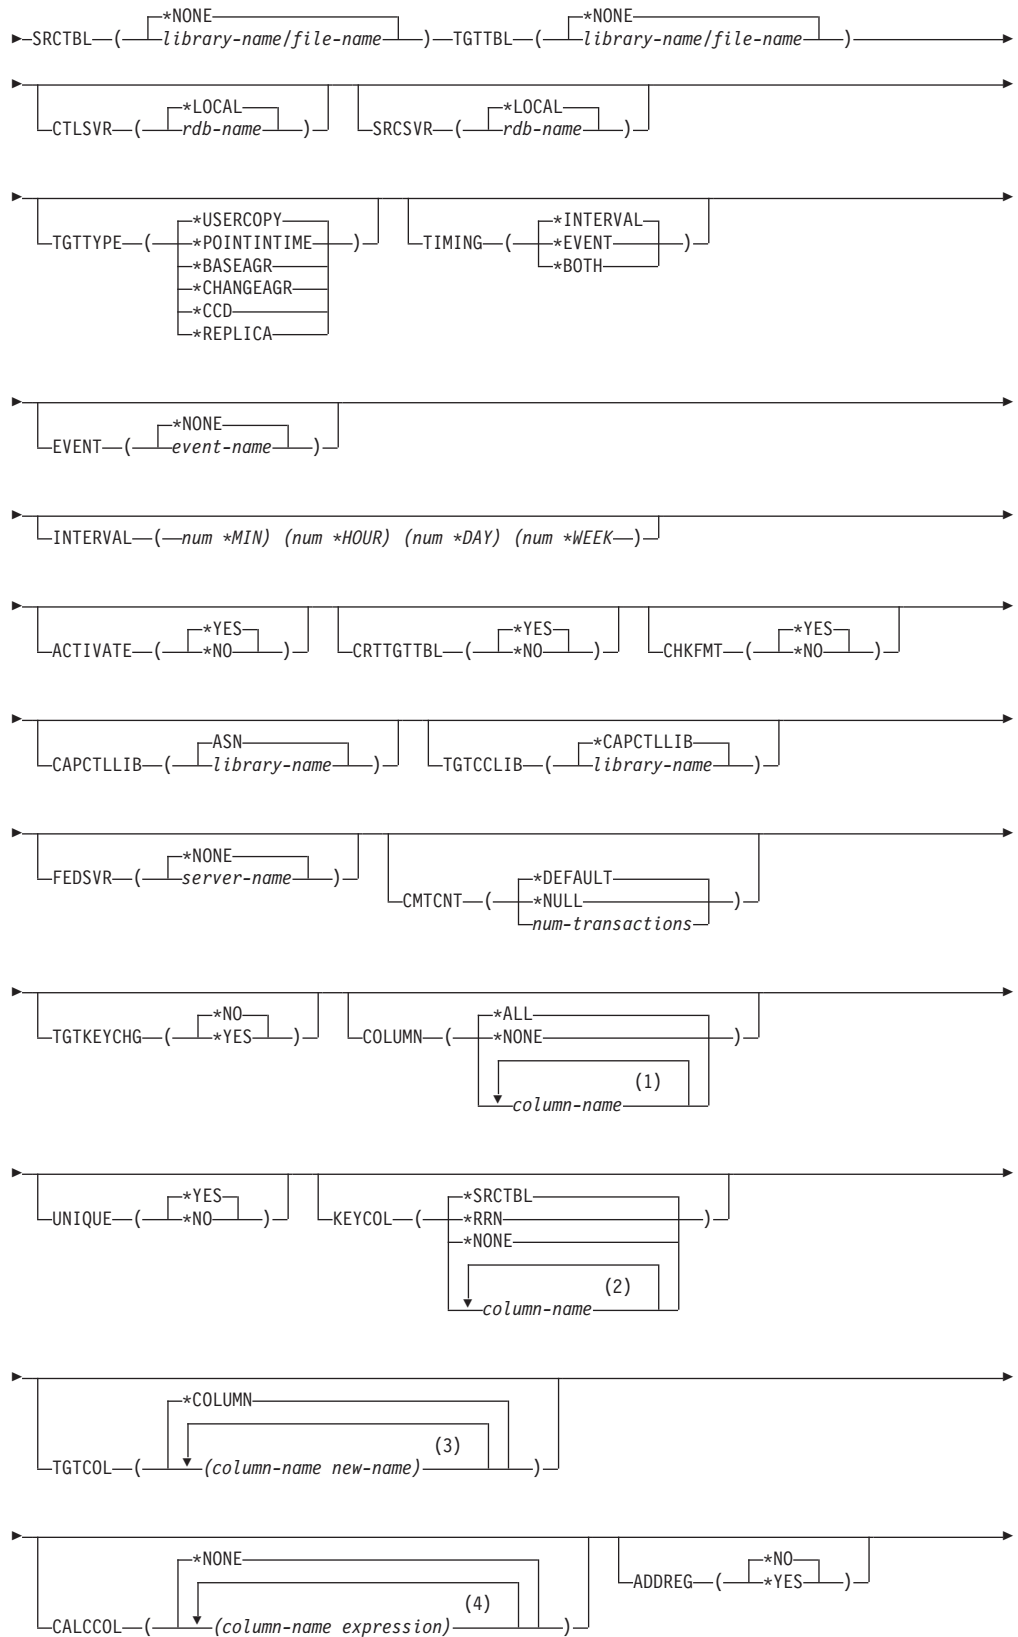 *NONE *NONE
SRCTBL ( library-name/file-name ) TGTTBL ( library-name/file-name )
*LOCAL *LOCAL
CTLSVR ( rdb-name ) SRCSVR ( rdb-name )
*USERCOPY *INTERVAL
TGTTYPE ( *POINTINTIME ) TIMING ( *EVENT )
*BASEAGR *BOTH
*CHANGEAGR
*CCD
*REPLICA
*NONE
EVENT ( event-name )
INTERVAL ( num *MIN) (num *HOUR) (num *DAY) (num *WEEK )
*YES *YES *YES
ACTIVATE ( *NO ) CRTTGTTBL ( *NO ) CHKFMT ( *NO )
ASN *CAPCTLLIB
CAPCTLLIB ( library-name ) TGTCCLIB ( library-name )
*NONE *DEFAULT
FEDSVR ( server-name ) CMTCNT ( *NULL )
num-transactions
*NO *ALL
TGTKEYCHG ( *YES ) COLUMN ( *NONE )
(1)
column-name
*YES *SRCTBL
UNIQUE ( *NO ) KEYCOL ( *RRN )
*NONE
(2)
column-name
*COLUMN
(3)
TGTCOL ( (column-name new-name) )
*NONE *NO
(4) ADDREG ( *YES )
CALCCOL ( (column-name expression) )